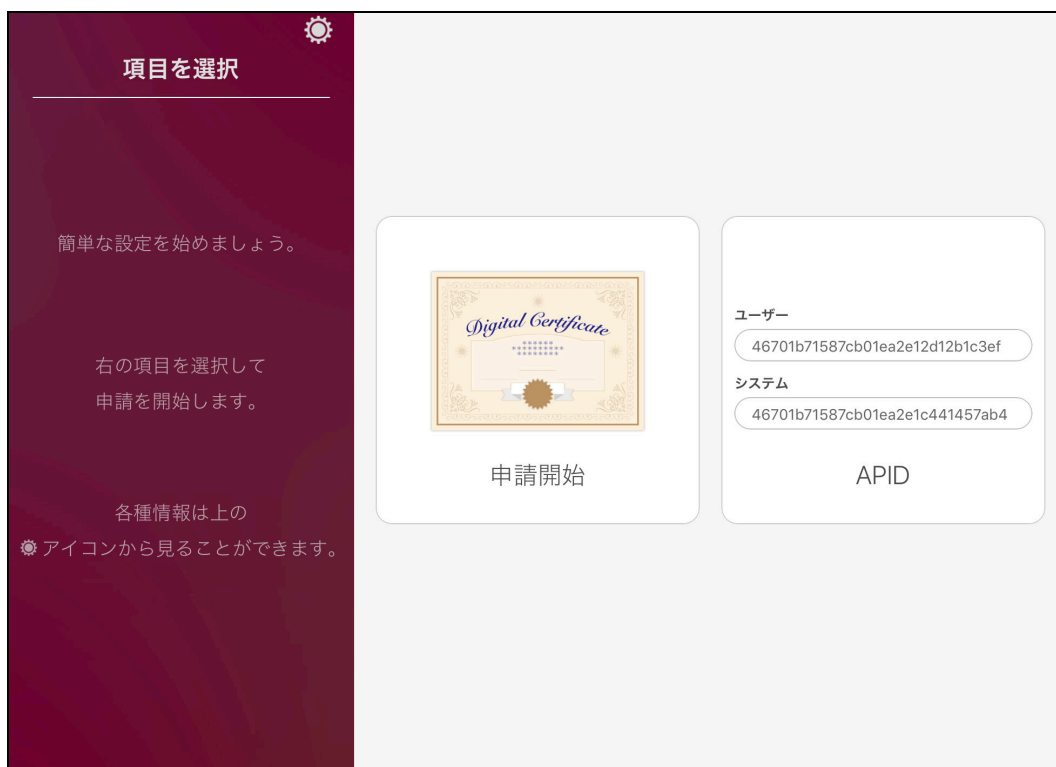 項目を選択
簡単な設定を始めましょう。
右の項目を選択して
申請を開始します。
各種情報は上の
アイコンから見ることができます。
Digital Certificate
申請開始
ユーザー
46701b71587cb01ea2e12d12b1c3ef
システム
46701b71587cb01ea2e1c441457ab4
APID